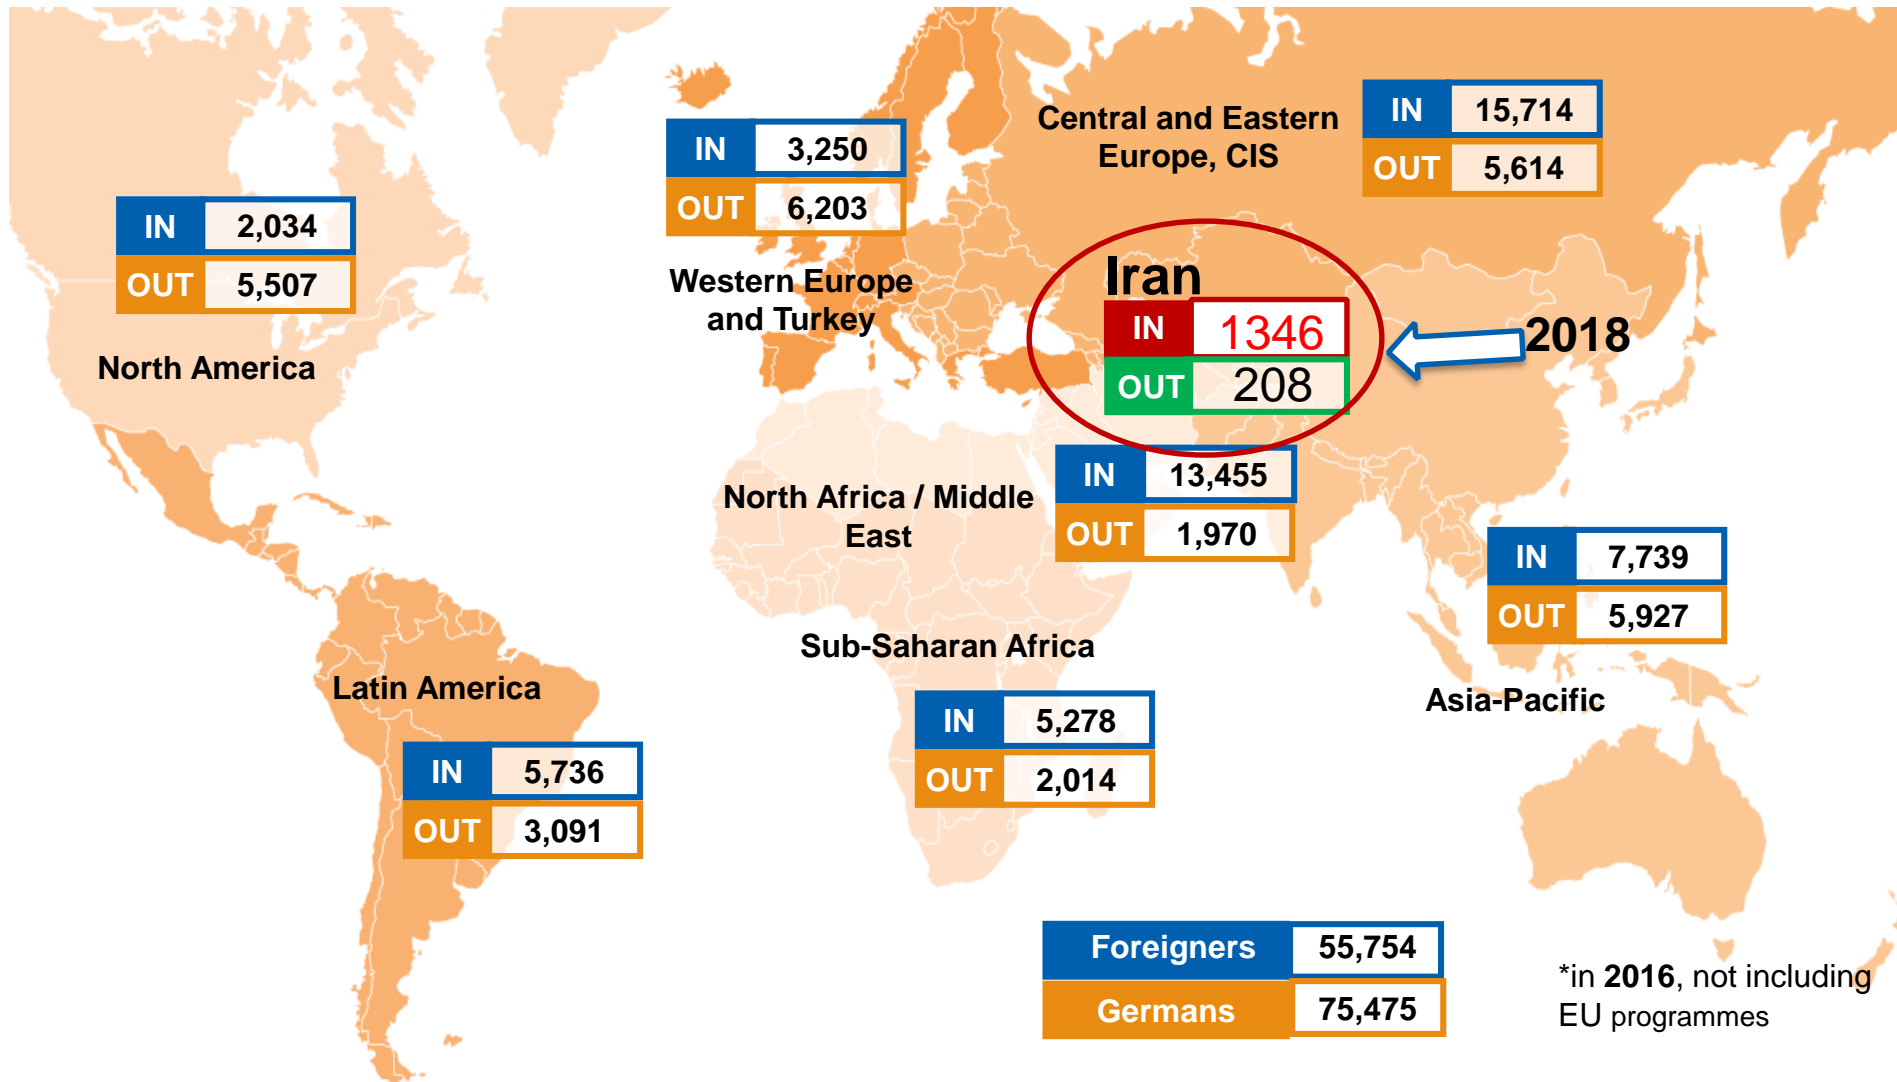 IN 15,714
Central and Eastern
Europe, CIS
OUT 5,614
IN 3,250
OUT 6,203
IN 2,034
OUT 5,507
Western Europe
and Turkey
North America
Iran
IN 1346
OUT 208
2018
North Africa / Middle
East
IN 13,455
OUT 1,970
IN 7,739
OUT 5,927
Asia-Pacific
Sub-Saharan Africa
IN 5,278
OUT 2,014
Latin America
IN 5,736
OUT 3,091
Foreigners 55,754
Germans 75,475
*in 2016, not including
EU programmes